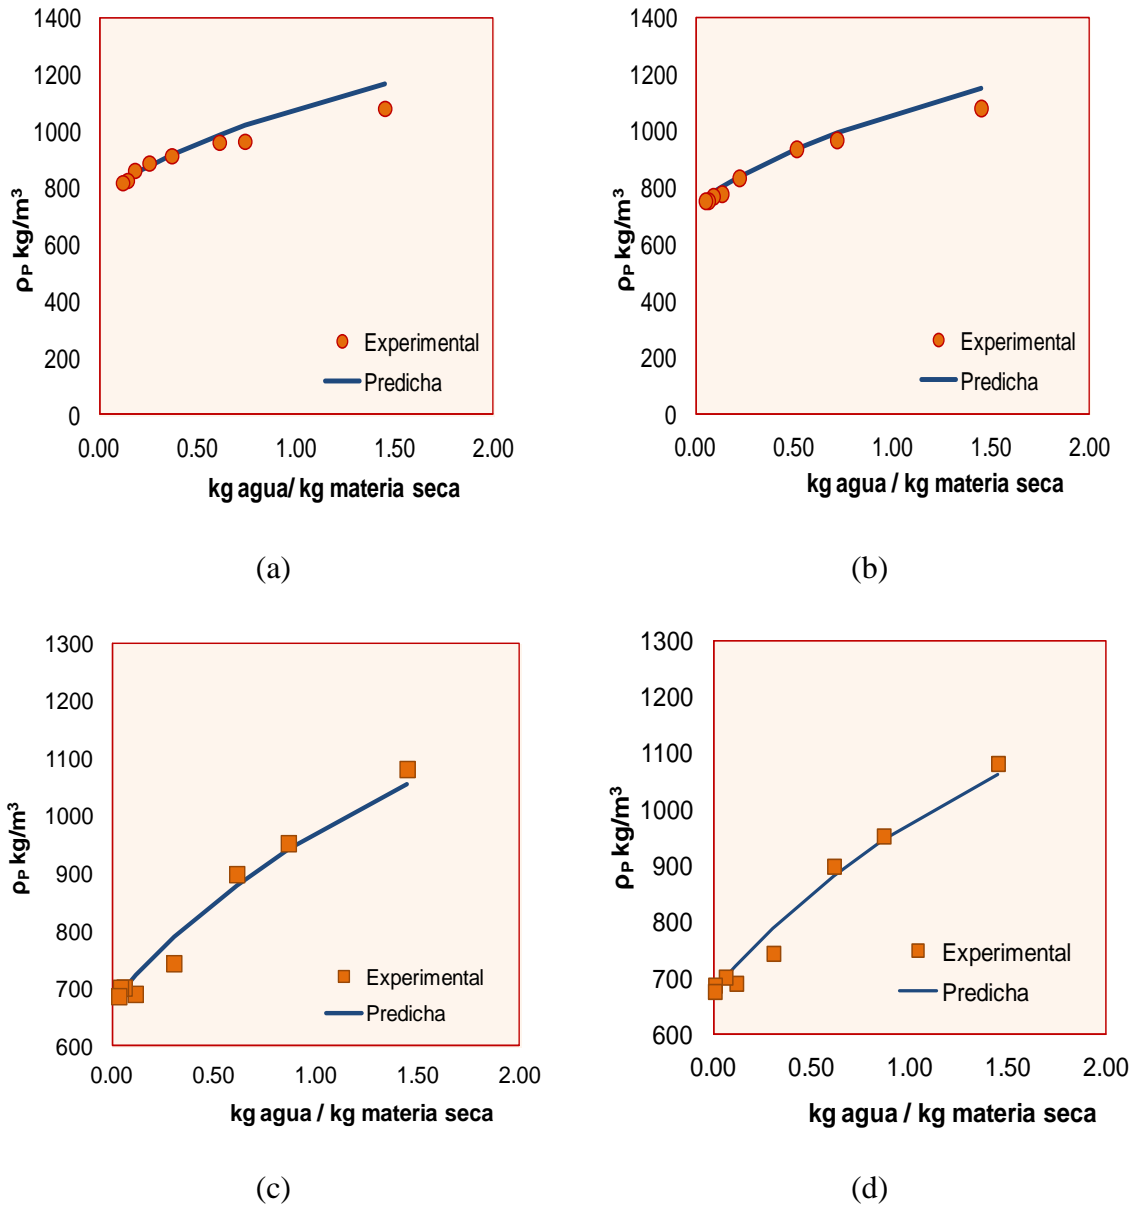 1400
1200
1000
800
600
400
200
0
ρP kg/m³
Experimental
Predicha
0.00 0.50 1.00 1.50 2.00
kg agua/ kg materia seca
(a)
1400
1200
1000
800
600
400
200
0
ρP kg/m³
Experimental
Predicha
0.00 0.50 1.00 1.50 2.00
kg agua / kg materia seca
(b)
1300
1200
1100
1000
900
800
700
600
ρP kg/m³
Experimental
Predicha
0.00 0.50 1.00 1.50 2.00
kg agua / kg materia seca
(c)
1300
1200
1100
1000
900
800
700
600
ρP kg/m³
Experimental
Predicha
0.00 0.50 1.00 1.50 2.00
kg agua / kg materia seca
(d)